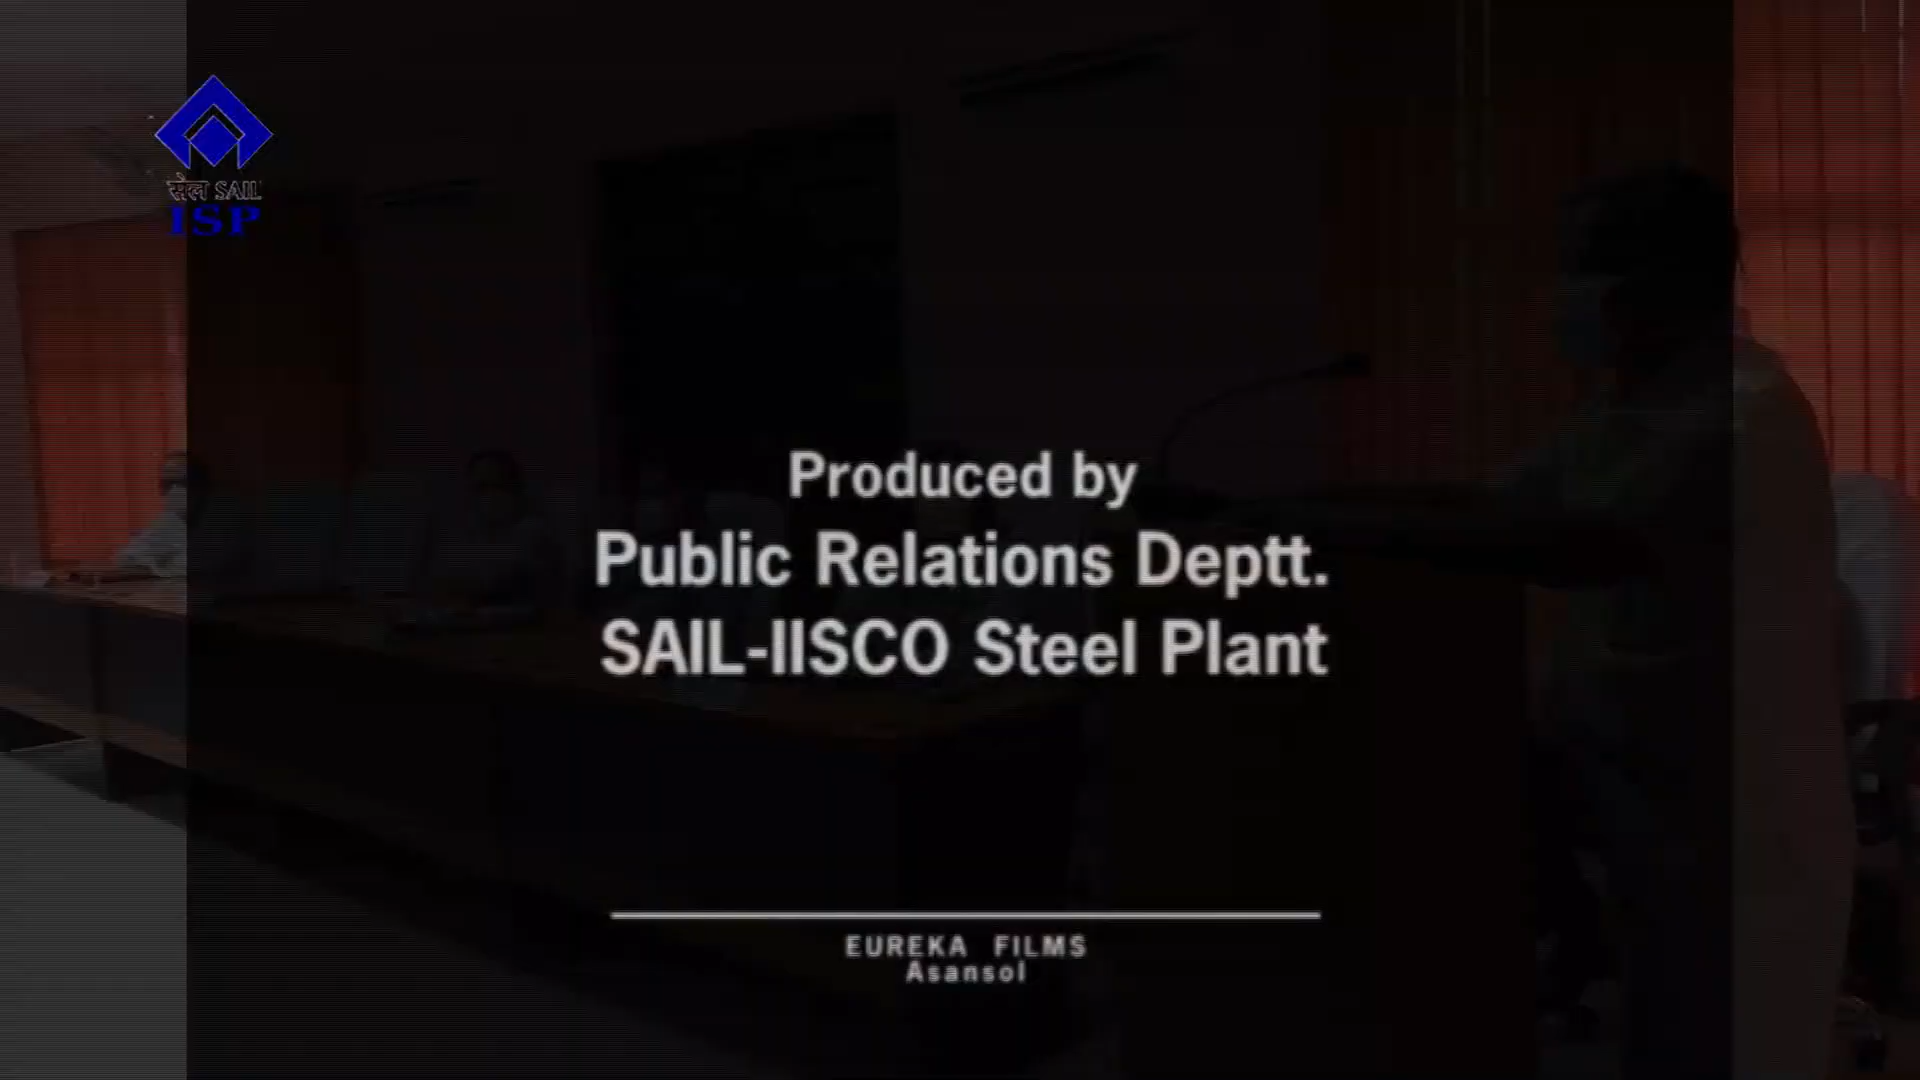 सेल SAIL
ISP
Produced by
Public Relations Deptt.
SAIL-IISCO Steel Plant
EUREKA FILMS
Asansol